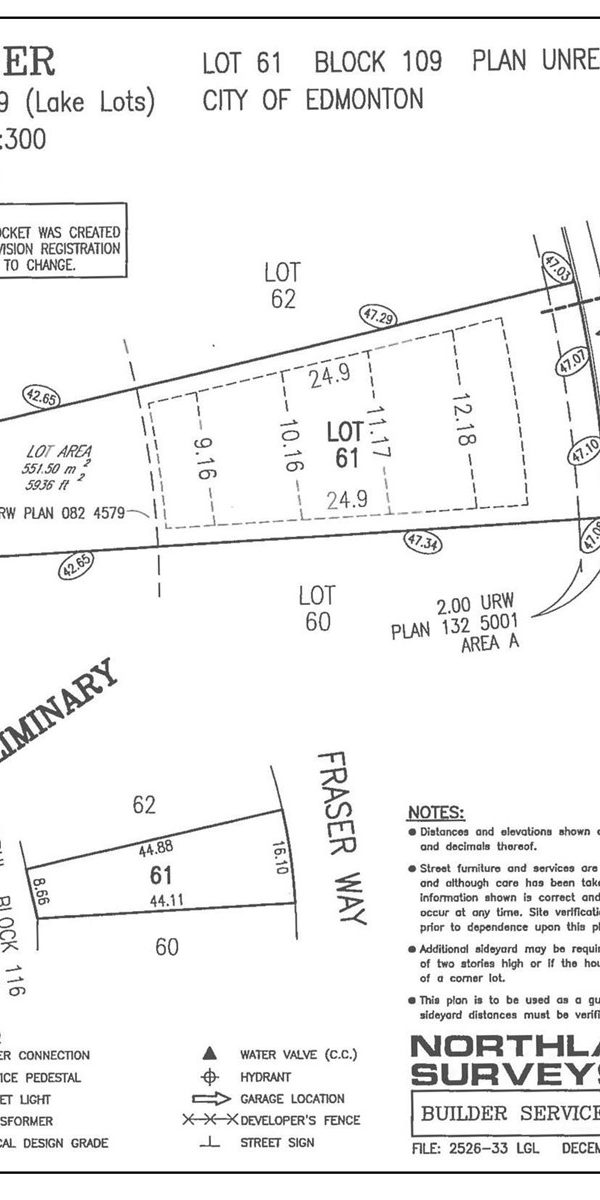 ER
LOT 61 BLOCK 109 PLAN UNRE
9 (Lake Lots)
CITY OF EDMONTON
:300
OCKET WAS CREATED
VISION REGISTRATION
TO CHANGE.
LOT
62
47.03
47.29
47.07
42.65
24.9
9.16
10.16
11.17
12.18
LOT
61
LOT AREA
551.50 m 2
5936 ft 2
47.10
24.9
RW PLAN 082 4579
47.34
42.65
LOT
60
2.00 URW
PLAN 132 5001
AREA A
LIMINARY
FRASER WAY
62
44.88
16.10
61
8.66
44.11
60
BLOCK 116
NOTES:
● Distances and elevations shown
and decimals thereof.
● Street furniture and services are
and although care has been take
information shown is correct and
occur at any time. Site verificati
prior to dependence upon this pl
● Additional sideyard may be requi
of two stories high or if the hou
of a corner lot.
● This plan is to be used as a gu
sideyard distances must be verifi
ER CONNECTION
WATER VALVE (C.C.)
ICE PEDESTAL
HYDRANT
ET LIGHT
GARAGE LOCATION
SFORMER
DEVELOPER'S FENCE
CAL DESIGN GRADE
STREET SIGN
NORTHLA
SURVEYS
BUILDER SERVICE
FILE: 2526-33 LGL DECEM